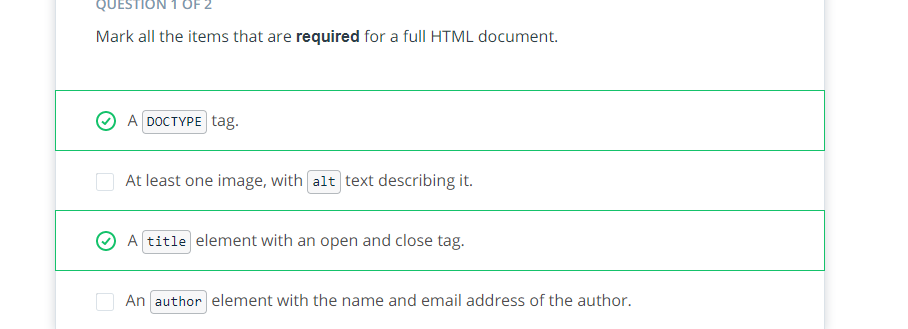 QUESTION 1 OF 2
Mark all the items that are required for a full HTML document.
A DOCTYPE tag.
At least one image, with alt text describing it.
A title element with an open and close tag.
An author element with the name and email address of the author.